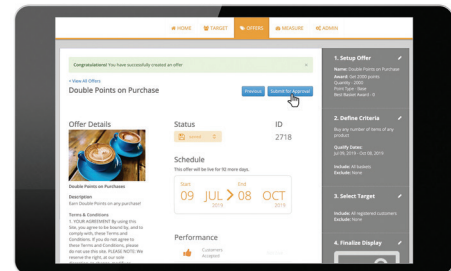 HOME TARGET OFFERS MEASURE ADMIN
Congratulations! You have successfully created an offer ×
< View All Offers
Double Points on Purchase
Previous Submit for Approval
Offer Details
Double Points on Purchases
Description
Earn Double Points on any purchase!
Terms & Conditions
1. YOUR AGREEMENT By using this
Site, you agree to be bound by, and to
comply with, these Terms and
Conditions. If you do not agree to
these Terms and Conditions, please
do not use this site. PLEASE NOTE: We
reserve the right, at our sole
Status
saved
ID
2718
Schedule
This offer will be live for 92 more days.
Start End
09 JUL > 08 OCT
2019 2019
Performance
Customers
Accepted
1. Setup Offer
Name: Double Points on Purchase
Award: Get 2000 points
Quantity - 2000
Point Type - Base
2. Define Criteria
Buy any number of items of any
product
Qualify Dates:
Jul 09, 2019 - Oct 08, 2019
Exclude: None
3. Select Target
Include: All registered customers
Exclude: None
4. Finalize Display